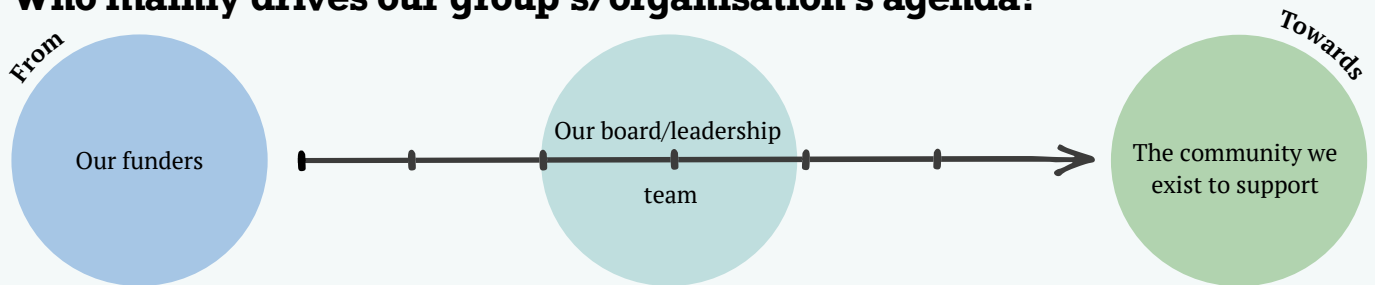 Who mainly drives our group's/organisation's agenda?
From
Towards
Our funders
Our board/leadership
team
The community we
exist to support